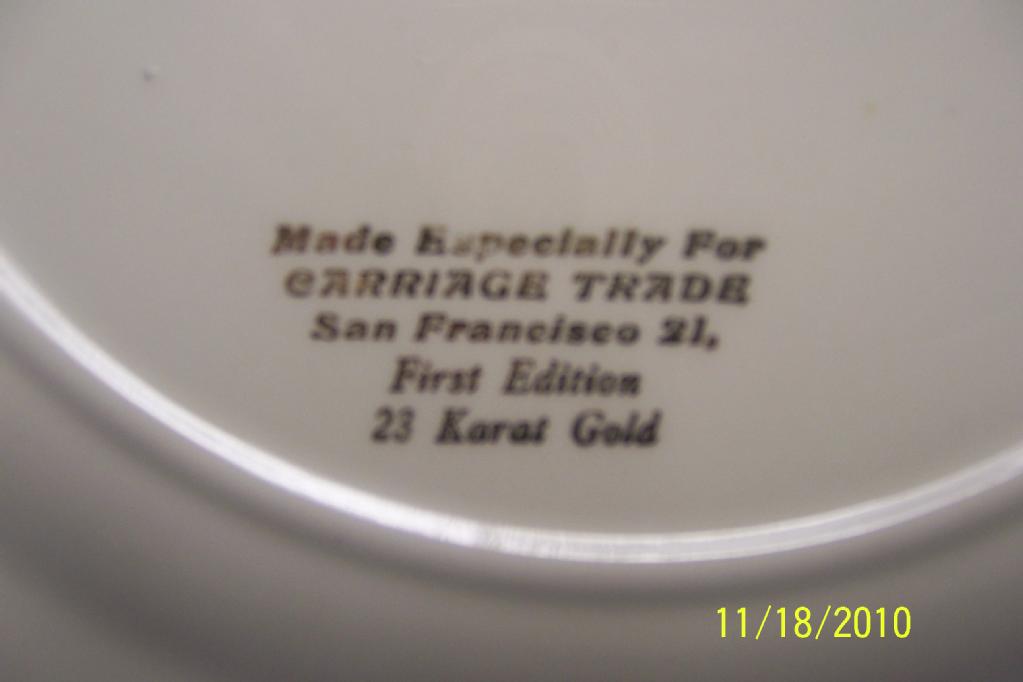 Made Especially For
CARRIAGE TRADE
San Francisco 21,
First Edition
23 Karat Gold
11/18/2010